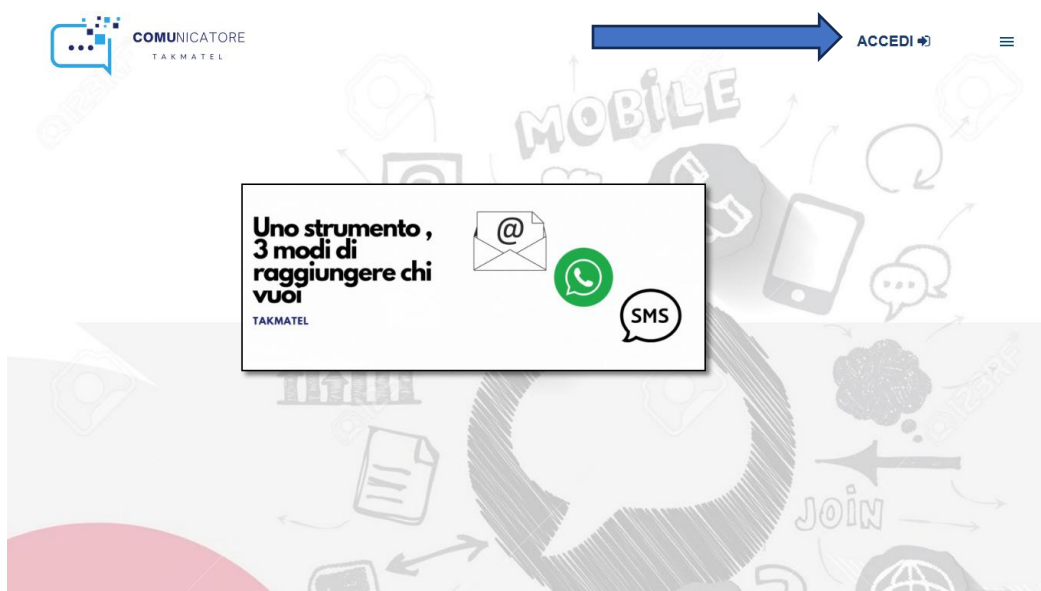 COMUNICATORE
TAKMATEL
ACCEDI
MOBILE
Uno strumento ,
3 modi di
raggiungere chi
vuoi
TAKMATEL
@
SMS
JOIN